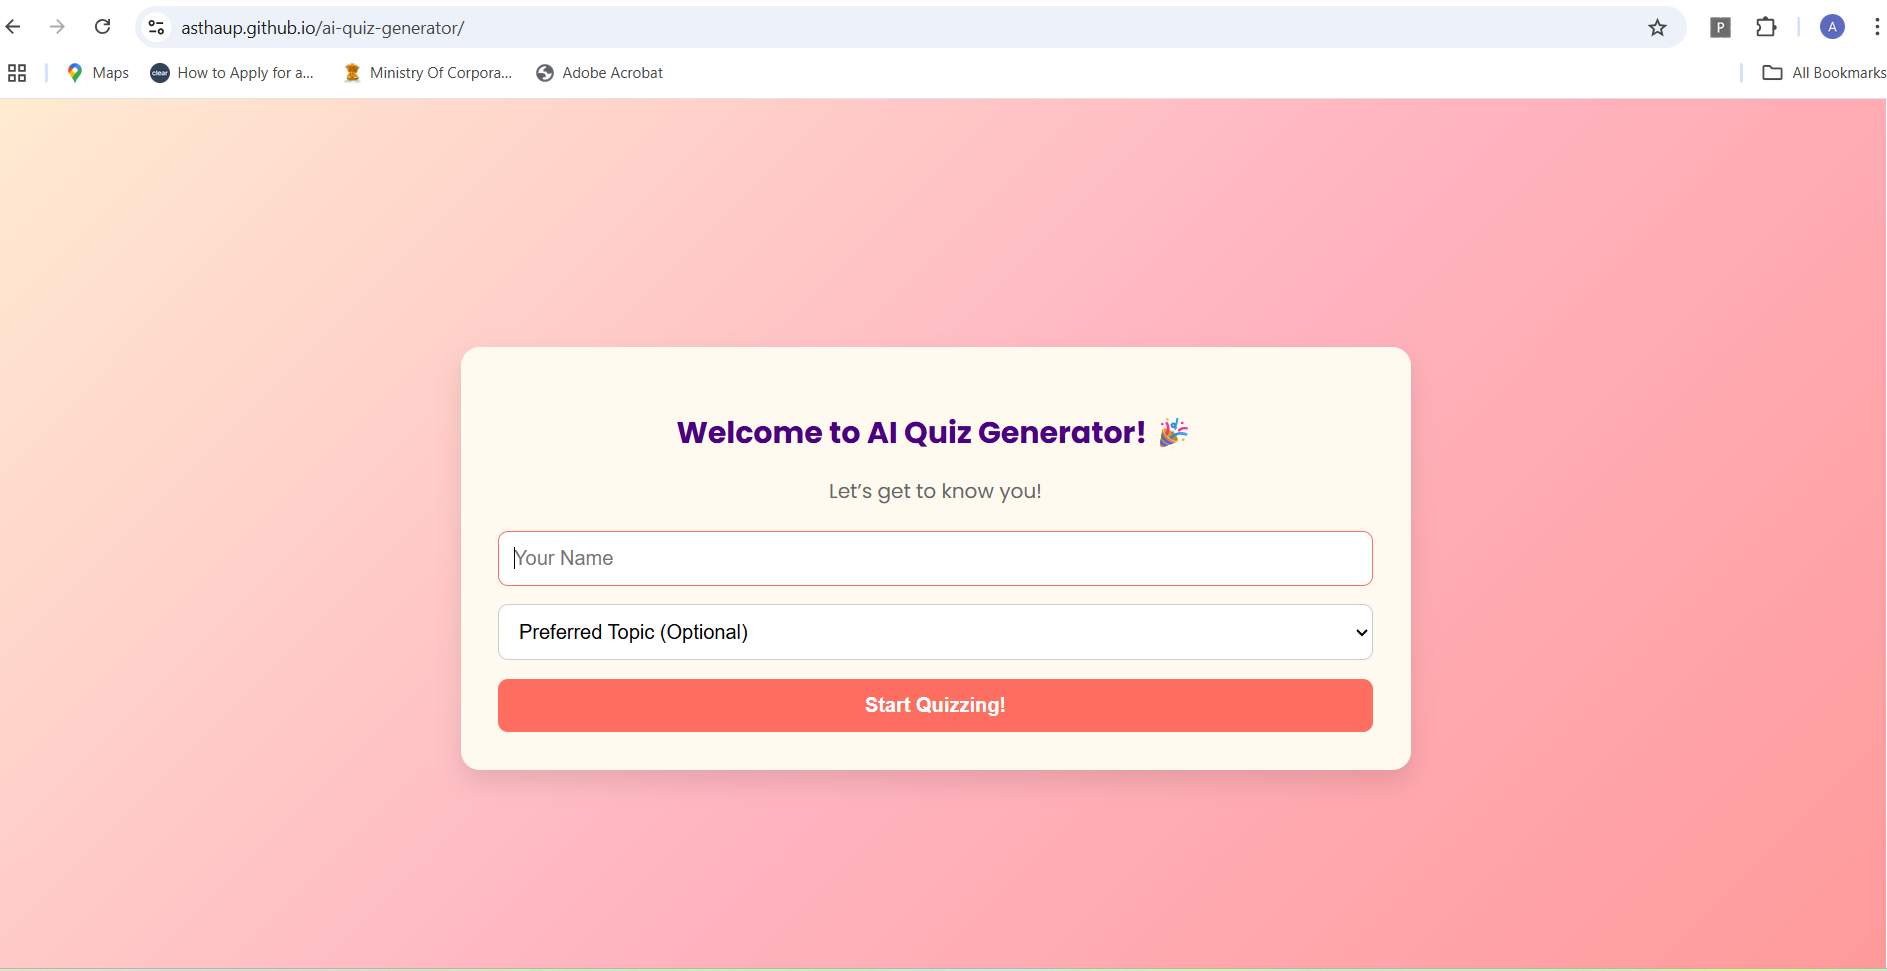 asthaup.github.io/ai-quiz-generator/
P
A
Maps
clear
How to Apply for a...
Ministry Of Corpora...
Adobe Acrobat
All Bookmarks
Welcome to AI Quiz Generator! 🎉
Let’s get to know you!
Your Name
Preferred Topic (Optional)
Start Quizzing!